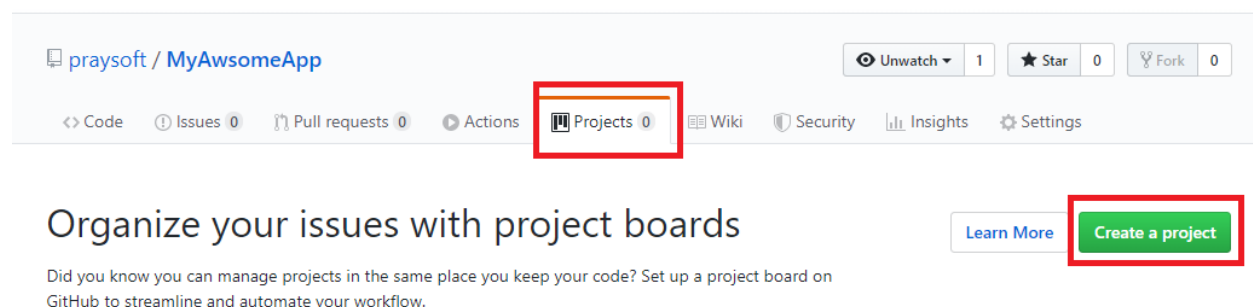 praysoft / MyAwsomeApp
Unwatch 1 Star 0 Fork 0
Code Issues 0 Pull requests 0 Actions Projects 0 Wiki Security Insights Settings
Organize your issues with project boards
Learn More Create a project
Did you know you can manage projects in the same place you keep your code? Set up a project board on
GitHub to streamline and automate your workflow.